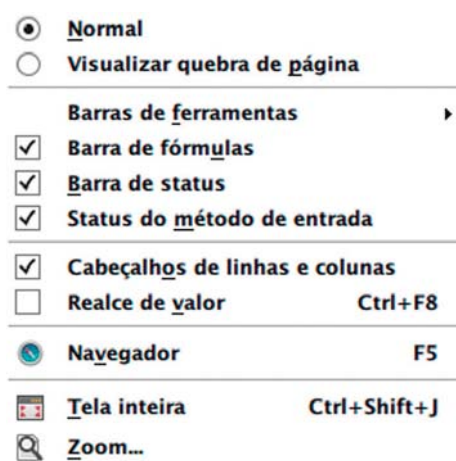 Normal
Visualizar quebra de página
Barras de ferramentas
Barra de fórmulas
Barra de status
Status do método de entrada
Cabeçalhos de linhas e colunas
Realce de valor Ctrl+F8
Navegador F5
Tela inteira Ctrl+Shift+J
Zoom...